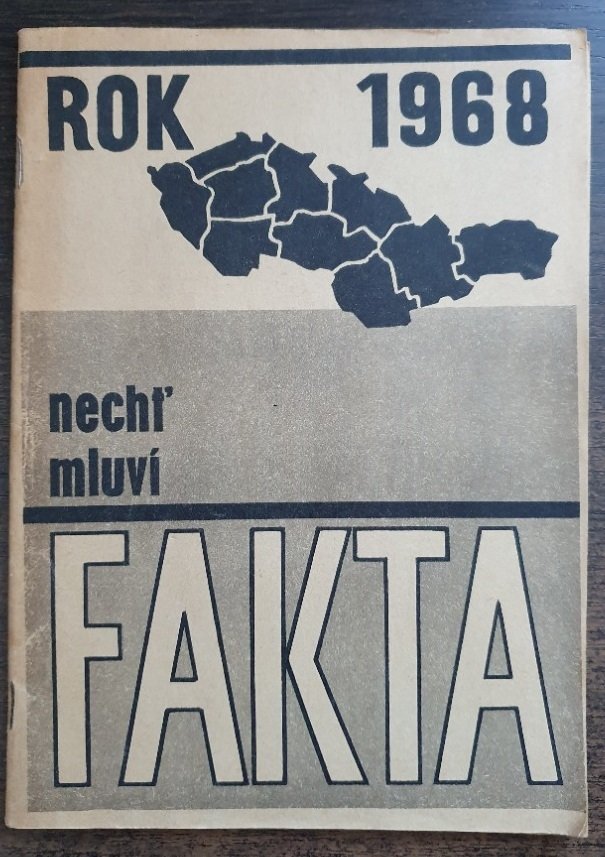 ROK 1968
nechť
mluví
FAKTA